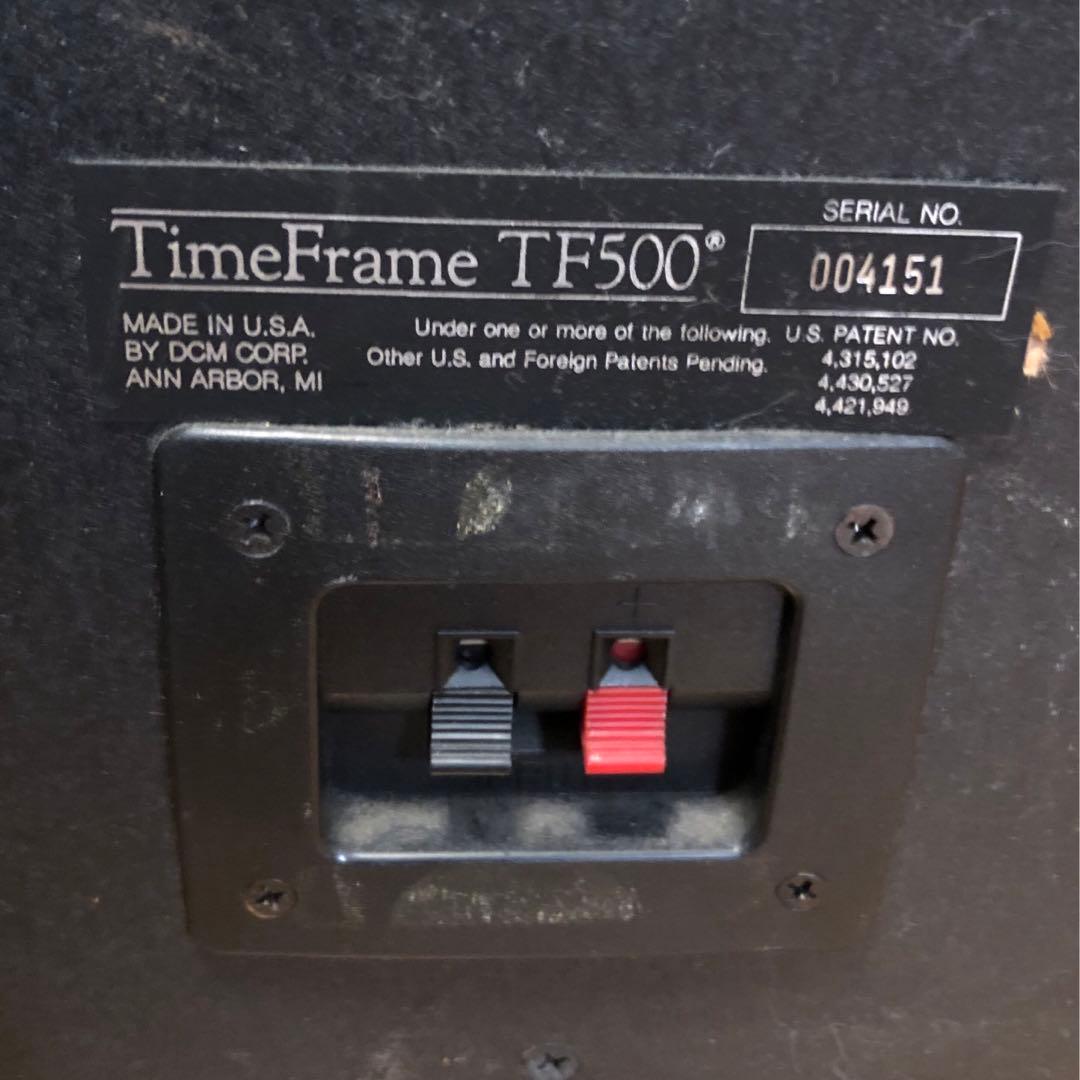 TimeFrame TF500®
SERIAL NO.
004151
MADE IN U.S.A.
BY DCM CORP.
ANN ARBOR, MI
Under one or more of the following. U.S. PATENT NO.
Other U.S. and Foreign Patents Pending. 4,315,102
4,430,527
4,421,949